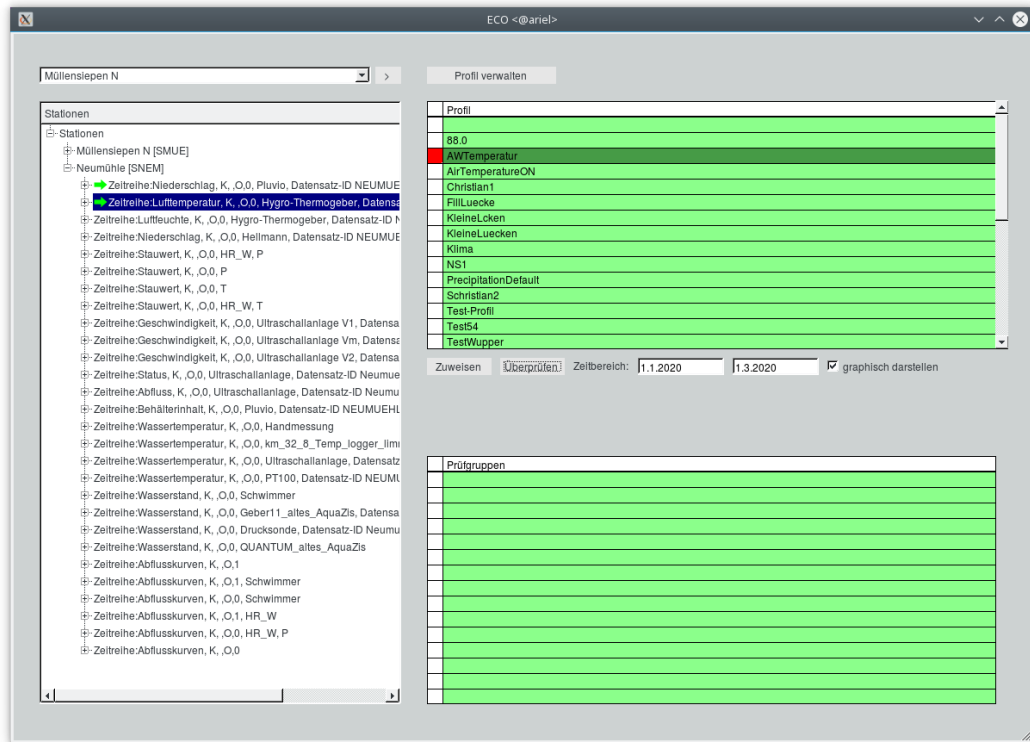 ECO <@ariel>
Müllensiepen N
>
Profil verwalten
Stationen
Stationen
Müllensiepen N [SMUE]
Neumühle [SNEM]
Zeitreihe:Niederschlag, K, ,O,0, Pluvio, Datensatz-ID NEUMUE
Zeitreihe:Lufttemperatur, K, ,O,0, Hygro-Thermogeber, Datensa
Zeitreihe:Luftfeuchte, K, ,O,0, Hygro-Thermogeber, Datensatz-ID N
Zeitreihe:Niederschlag, K, ,O,0, Hellmann, Datensatz-ID NEUMUE
Zeitreihe:Stauwert, K, ,O,0, HR_W, P
Zeitreihe:Stauwert, K, ,O,0, P
Zeitreihe:Stauwert, K, ,O,0, T
Zeitreihe:Stauwert, K, ,O,0, HR_W, T
Zeitreihe:Geschwindigkeit, K, ,O,0, Ultraschallanlage V1, Datensa
Zeitreihe:Geschwindigkeit, K, ,O,0, Ultraschallanlage Vm, Datensa
Zeitreihe:Geschwindigkeit, K, ,O,0, Ultraschallanlage V2, Datensa
Zeitreihe:Status, K, ,O,0, Ultraschallanlage, Datensatz-ID Neumue
Zeitreihe:Abfluss, K, ,O,0, Ultraschallanlage, Datensatz-ID Neumu
Zeitreihe:Behälterinhalt, K, ,O,0, Pluvio, Datensatz-ID NEUMUEHL
Zeitreihe:Wassertemperatur, K, ,O,0, Handmessung
Zeitreihe:Wassertemperatur, K, ,O,0, km_32_8_Temp_logger_limn
Zeitreihe:Wassertemperatur, K, ,O,0, Ultraschallanlage, Datensatz
Zeitreihe:Wassertemperatur, K, ,O,0, PT100, Datensatz-ID NEUMU
Zeitreihe:Wasserstand, K, ,O,0, Schwimmer
Zeitreihe:Wasserstand, K, ,O,0, Geber11_altes_AquaZis, Datensa
Zeitreihe:Wasserstand, K, ,O,0, Drucksonde, Datensatz-ID Neumu
Zeitreihe:Wasserstand, K, ,O,0, QUANTUM_altes_AquaZis
Zeitreihe:Abflusskurven, K, ,O,1
Zeitreihe:Abflusskurven, K, ,O,1, Schwimmer
Zeitreihe:Abflusskurven, K, ,O,0, Schwimmer
Zeitreihe:Abflusskurven, K, ,O,1, HR_W
Zeitreihe:Abflusskurven, K, ,O,0, HR_W, P
Zeitreihe:Abflusskurven, K, ,O,0
Profil
88.0
AWTemperatur
AirTemperatureON
Christian1
FillLuecke
KleineLcken
KleineLuecken
Klima
NS1
PrecipitationDefault
Schristian2
Test-Profil
Test54
TestWupper
Zuweisen Überprüfen Zeitbereich: 1.1.2020 1.3.2020 graphisch darstellen
Prüfgruppen